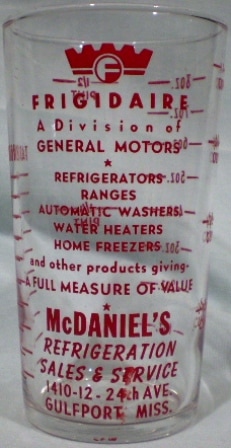 FRIGIDAIRE
A Division of
GENERAL MOTORS
REFRIGERATORS
RANGES
AUTOMATIC WASHERS
WATER HEATERS
HOME FREEZERS
and other products giving-
A FULL MEASURE OF VALUE
McDANIEL'S
REFRIGERATION
SALES & SERVICE
1410-12-24th AVE.
GULFPORT, MISS.